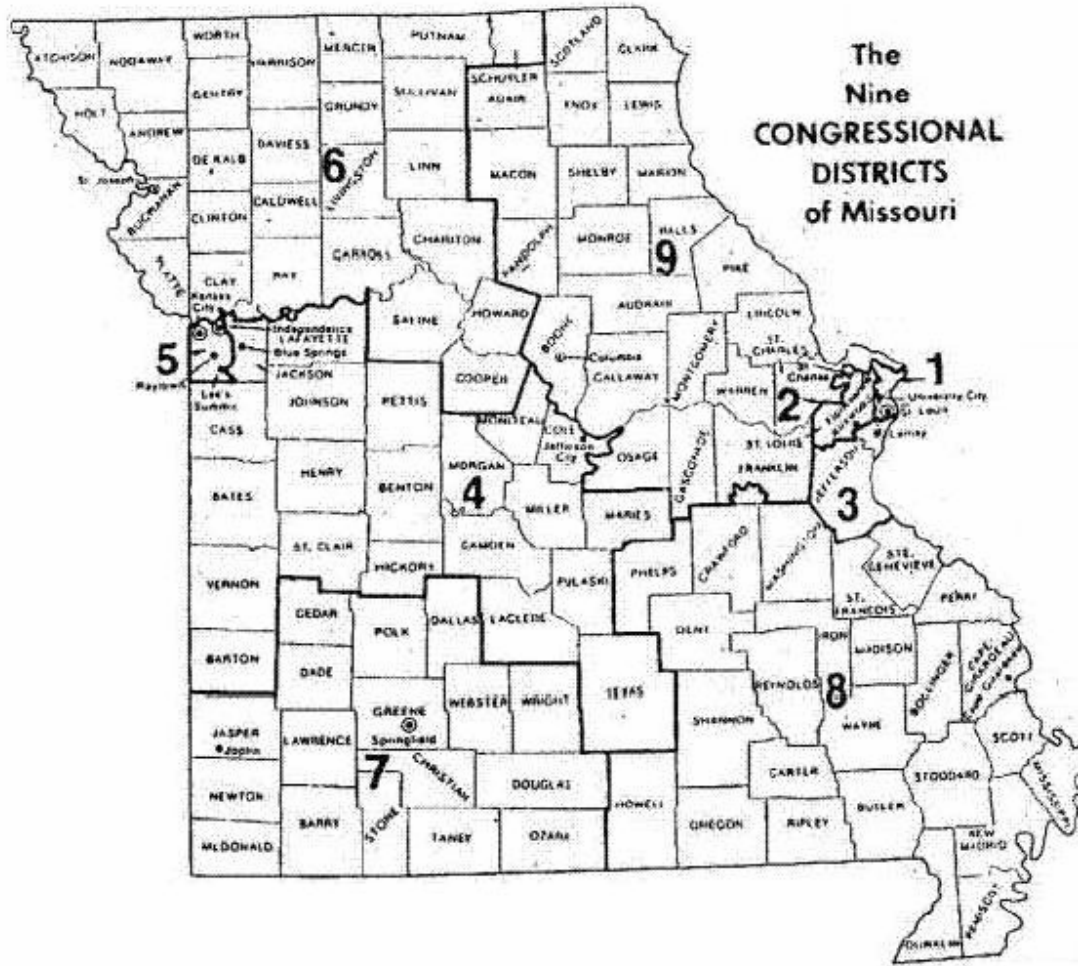 The
Nine
CONGRESSIONAL
DISTRICTS
of Missouri
ATCHISON
NODAWAY
WORTH
HARRISON
MERCER
PUTNAM
SCOTLAND
CLARK
HOLT
GENTRY
GRUNDY
SULLIVAN
SCHUYLER
ADAIR
KNOX
LEWIS
ANDREW
DE KALB
DAVIESS
6
LIVINGSTON
LINN
MACON
SHELBY
MARION
St. Joseph
BUCHANAN
CLINTON
CALDWELL
CARROLL
CHARITON
RANDOLPH
MONROE
RALLS
9
PIKE
PLATTE
CLAY
RAY
Kansas
City
Independence
LAFAYETTE
Blue Springs
SALINE
HOWARD
BOONE
AUDRAIN
LINCOLN
5
Raytown
Lee's
Summit
JACKSON
JOHNSON
PETTIS
COOPER
Columbia
CALLAWAY
MONTGOMERY
WARREN
ST.
CHARLES
Charles
2
1
University City
St. Louis
Lemay
CASS
HENRY
BENTON
MORGAN
4
MONITEAU
COLE
Jefferson
City
OSAGE
GASCONADE
ST. LOUIS
FRANKLIN
JEFFERSON
3
BATES
ST. CLAIR
HICKORY
CAMDEN
MILLER
MARIES
PULASKI
PHELPS
CRAWFORD
WASHINGTON
STE.
GENEVIEVE
ST.
FRANCOIS
PERRY
VERNON
CEDAR
POLK
DALLAS
LACLEDE
DENT
IRON
MADISON
BOLLINGER
CAPE
GIRARDEAU
Cape Girardeau
BARTON
DADE
GREENE
Springfield
WEBSTER
WRIGHT
TEXAS
SHANNON
REYNOLDS
8
WAYNE
SCOTT
MISSISSIPPI
JASPER
Joplin
LAWRENCE
7
CHRISTIAN
DOUGLAS
HOWELL
CARTER
STODDARD
NEWTON
BARRY
STONE
TANEY
OZARK
OREGON
RIPLEY
BUTLER
NEW
MADRID
McDONALD
DUNKLIN
PEMISCOT